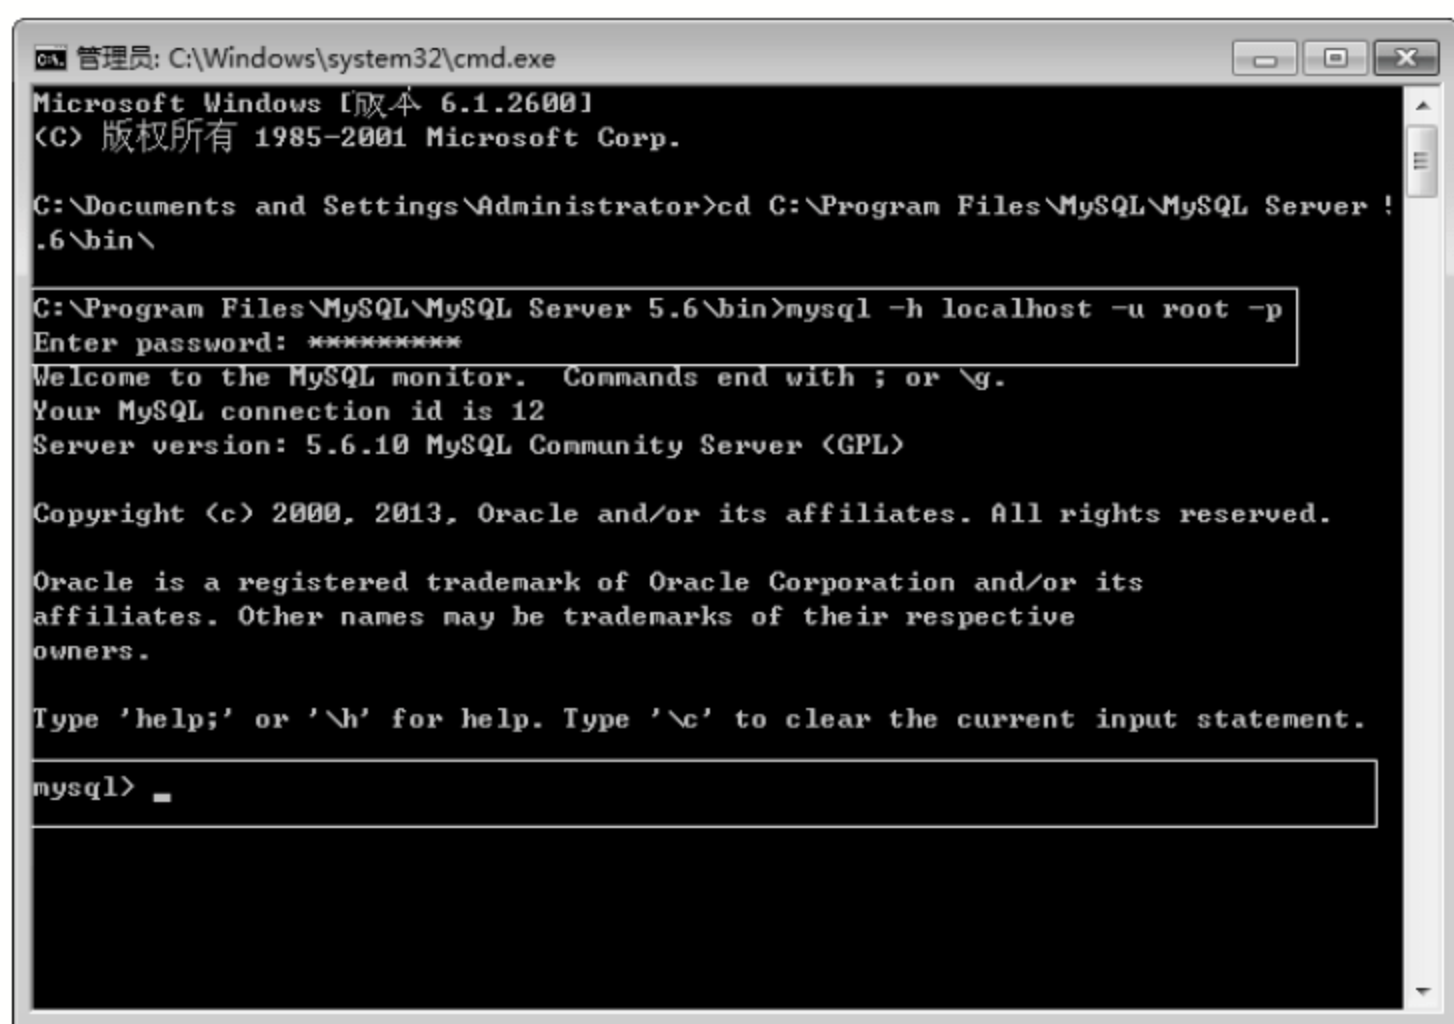 管理员: C:\Windows\system32\cmd.exe
Microsoft Windows [版本 6.1.2600]
(C) 版权所有 1985-2001 Microsoft Corp.
C:\Documents and Settings\Administrator>cd C:\Program Files\MySQL\MySQL Server
.6\bin\
C:\Program Files\MySQL\MySQL Server 5.6\bin>mysql -h localhost -u root -p
Enter password: *********
Welcome to the MySQL monitor.  Commands end with ; or \g.
Your MySQL connection id is 12
Server version: 5.6.10 MySQL Community Server (GPL)
Copyright (c) 2000, 2013, Oracle and/or its affiliates. All rights reserved.
Oracle is a registered trademark of Oracle Corporation and/or its
affiliates. Other names may be trademarks of their respective
owners.
Type 'help;' or '\h' for help. Type '\c' to clear the current input statement.
mysql> _